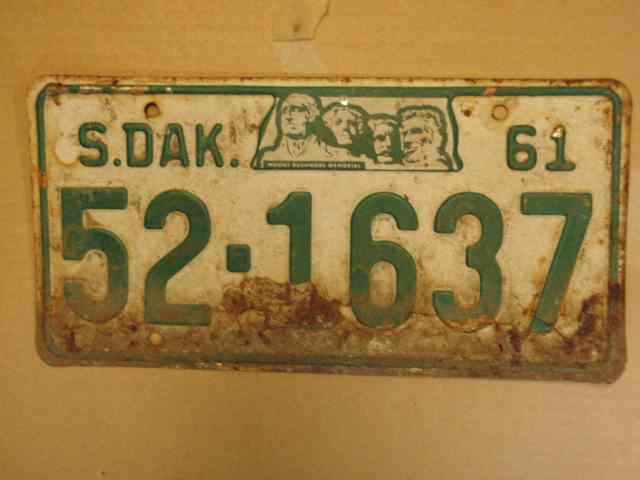 S.DAK. 61
MOUNT RUSHMORE MEMORIAL
52·1637